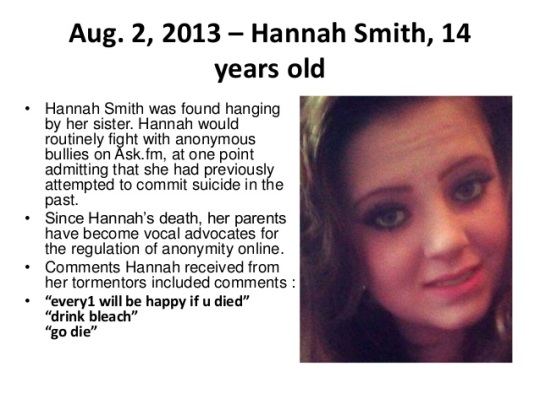 Aug. 2, 2013 – Hannah Smith, 14
years old
• Hannah Smith was found hanging
by her sister. Hannah would
routinely fight with anonymous
bullies on Ask.fm, at one point
admitting that she had previously
attempted to commit suicide in the
past.
• Since Hannah's death, her parents
have become vocal advocates for
the regulation of anonymity online.
• Comments Hannah received from
her tormentors included comments :
• “every1 will be happy if u died”
“drink bleach”
“go die”